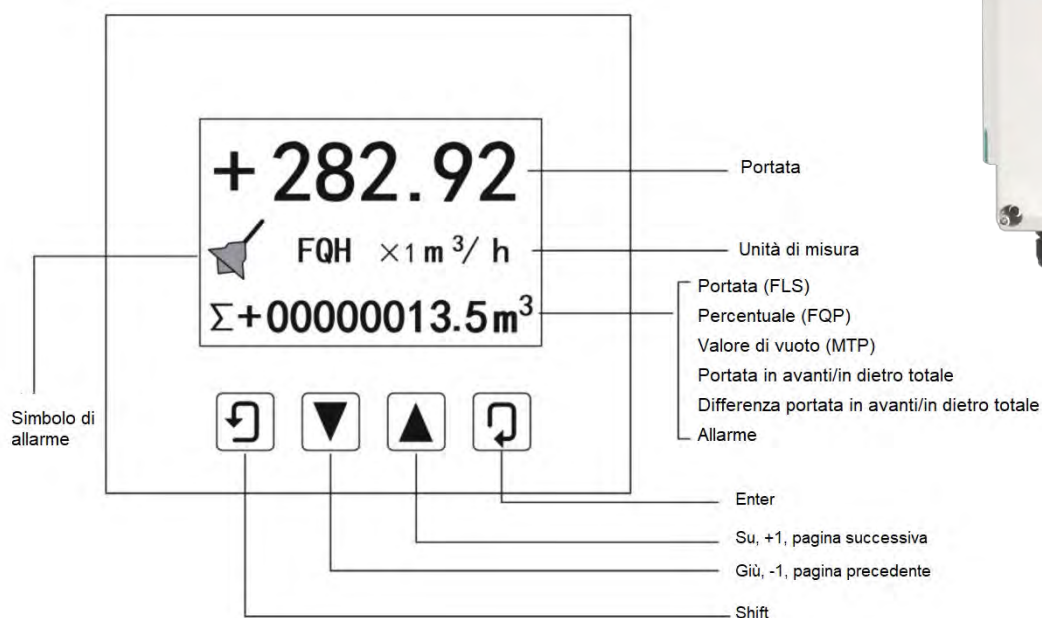 +282.92
Portata
FQH ×1m³/h
Unità di misura
Σ+00000013.5m³
Portata (FLS)
Percentuale (FQP)
Valore di vuoto (MTP)
Portata in avanti/in dietro totale
Differenza portata in avanti/in dietro totale
Allarme
Simbolo di
allarme
Enter
Su, +1, pagina successiva
Giù, -1, pagina precedente
Shift